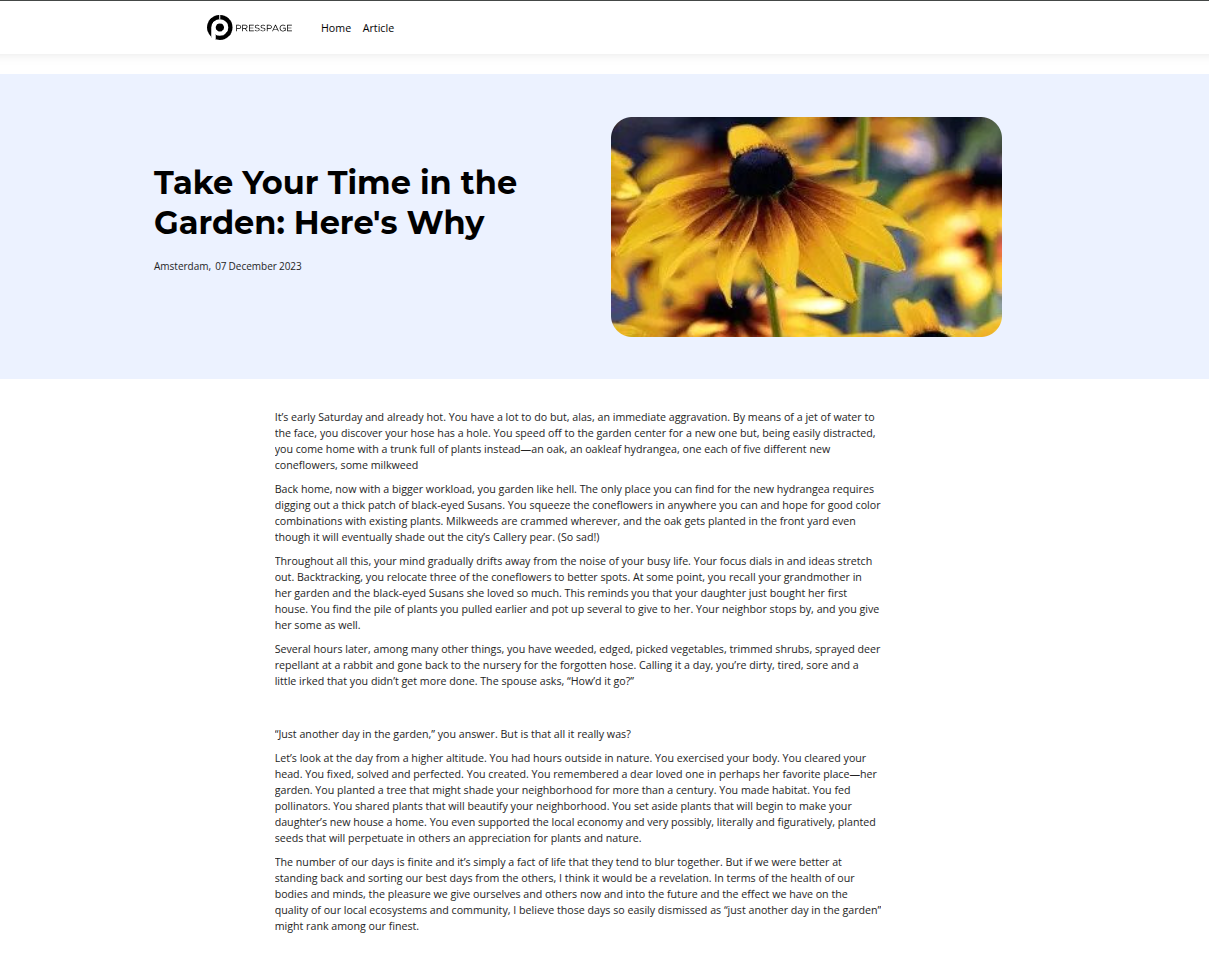 PRESSPAGE
Home Article
Take Your Time in the
Garden: Here's Why
Amsterdam, 07 December 2023
It’s early Saturday and already hot. You have a lot to do but, alas, an immediate aggravation. By means of a jet of water to
the face, you discover your hose has a hole. You speed off to the garden center for a new one but, being easily distracted,
you come home with a trunk full of plants instead—an oak, an oakleaf hydrangea, one each of five different new
coneflowers, some milkweed
Back home, now with a bigger workload, you garden like hell. The only place you can find for the new hydrangea requires
digging out a thick patch of black-eyed Susans. You squeeze the coneflowers in anywhere you can and hope for good color
combinations with existing plants. Milkweeds are crammed wherever, and the oak gets planted in the front yard even
though it will eventually shade out the city’s Callery pear. (So sad!)
Throughout all this, your mind gradually drifts away from the noise of your busy life. Your focus dials in and ideas stretch
out. Backtracking, you relocate three of the coneflowers to better spots. At some point, you recall your grandmother in
her garden and the black-eyed Susans she loved so much. This reminds you that your daughter just bought her first
house. You find the pile of plants you pulled earlier and pot up several to give to her. Your neighbor stops by, and you give
her some as well.
Several hours later, among many other things, you have weeded, edged, picked vegetables, trimmed shrubs, sprayed deer
repellant at a rabbit and gone back to the nursery for the forgotten hose. Calling it a day, you’re dirty, tired, sore and a
little irked that you didn’t get more done. The spouse asks, “How’d it go?”
“Just another day in the garden,” you answer. But is that all it really was?
Let’s look at the day from a higher altitude. You had hours outside in nature. You exercised your body. You cleared your
head. You fixed, solved and perfected. You created. You remembered a dear loved one in perhaps her favorite place—her
garden. You planted a tree that might shade your neighborhood for more than a century. You made habitat. You fed
pollinators. You shared plants that will beautify your neighborhood. You set aside plants that will begin to make your
daughter’s new house a home. You even supported the local economy and very possibly, literally and figuratively, planted
seeds that will perpetuate in others an appreciation for plants and nature.
The number of our days is finite and it’s simply a fact of life that they tend to blur together. But if we were better at
standing back and sorting our best days from the others, I think it would be a revelation. In terms of the health of our
bodies and minds, the pleasure we give ourselves and others now and into the future and the effect we have on the
quality of our local ecosystems and community, I believe those days so easily dismissed as “just another day in the garden”
might rank among our finest.